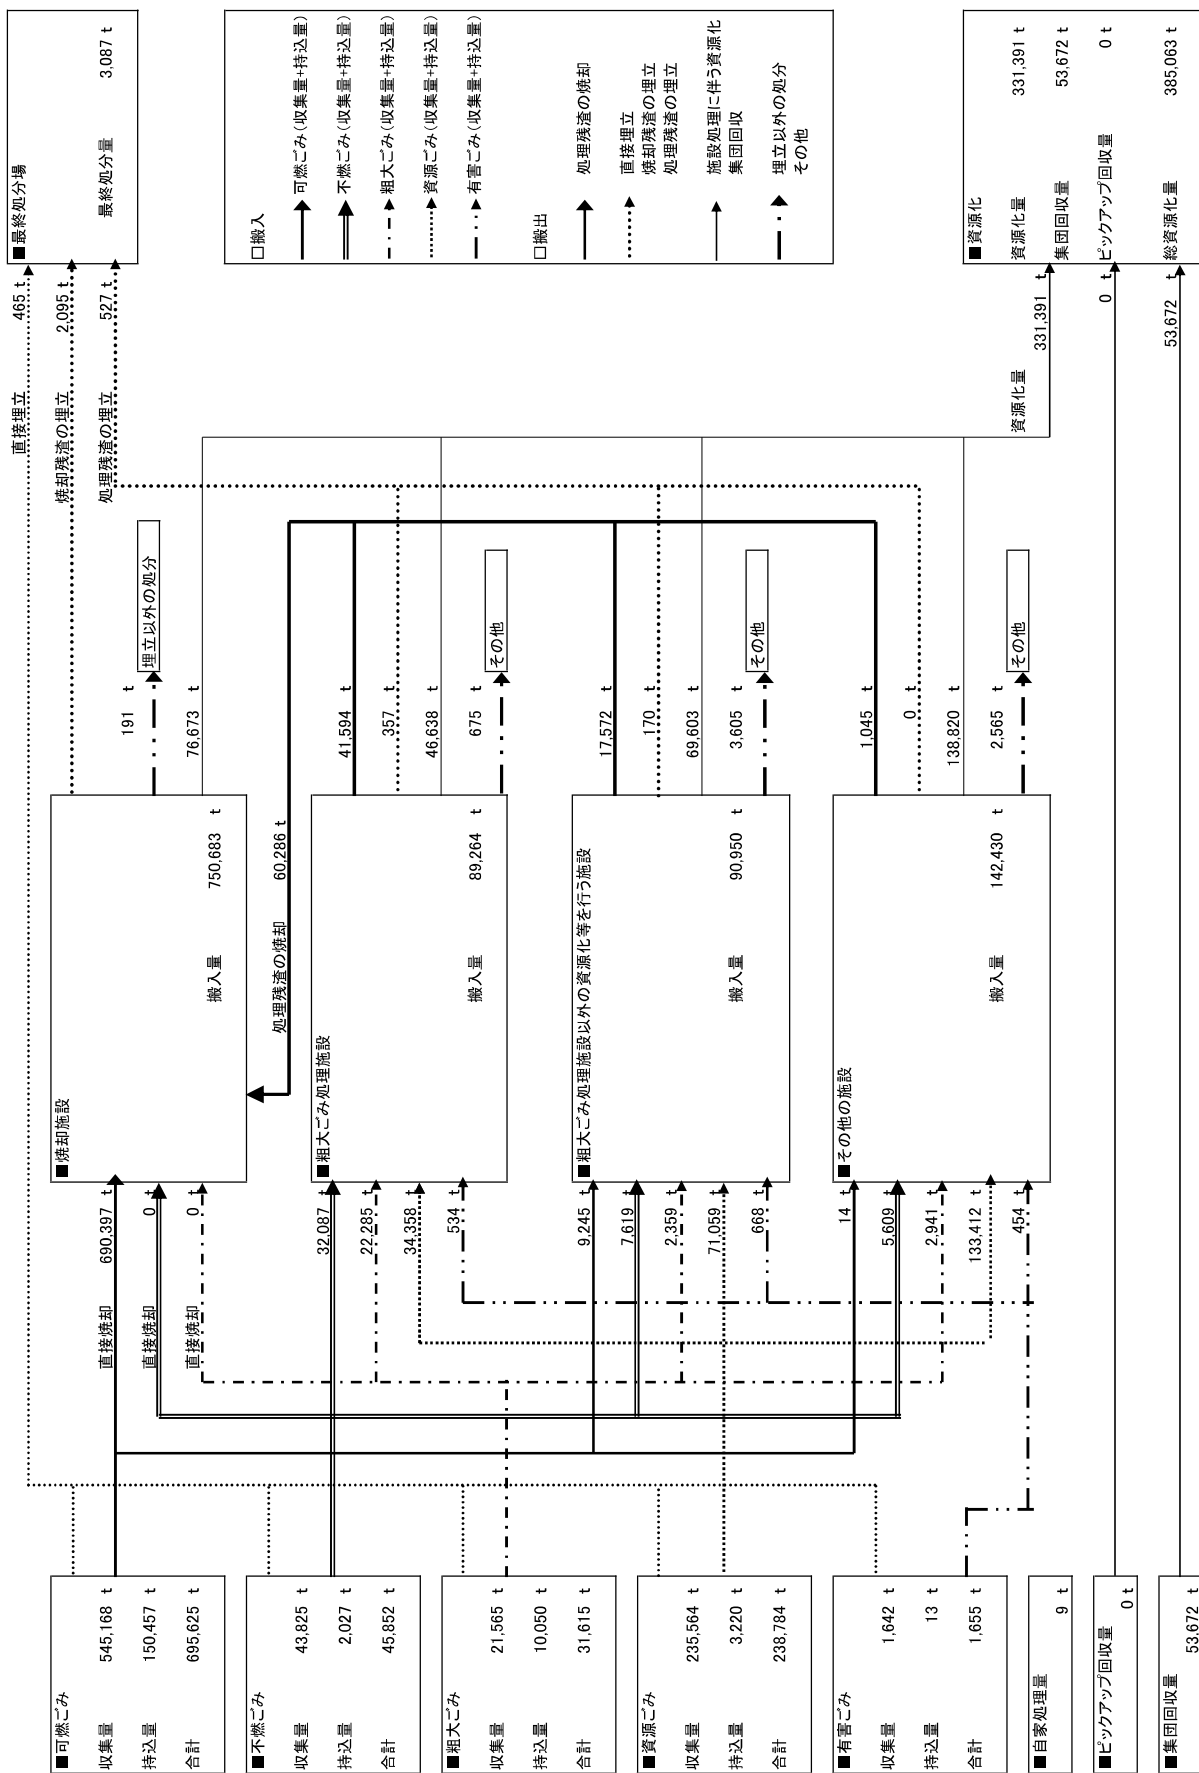 ■可燃ごみ
収集量 545,168 t
持込量 150,457 t
合計 695,625 t
■不燃ごみ
収集量 43,825 t
持込量 2,027 t
合計 45,852 t
■粗大ごみ
収集量 21,565 t
持込量 10,050 t
合計 31,615 t
■資源ごみ
収集量 235,564 t
持込量 3,220 t
合計 238,784 t
■有害ごみ
収集量 1,642 t
持込量 13 t
合計 1,655 t
■自家処理量
9 t
■ピックアップ回収量
0 t
■集団回収量
53,672 t
直接焼却 690,397 t
直接焼却 0 t
直接焼却 0 t
32,087 t
22,285 t
34,358 t
534 t
9,245 t
7,619 t
2,359 t
71,059 t
668 t
14 t
5,609 t
2,941 t
133,412 t
454 t
■焼却施設
搬入量 750,683 t
処理残渣の焼却 60,286 t
■粗大ごみ処理施設
搬入量 89,264 t
■粗大ごみ処理施設以外の資源化等を行う施設
搬入量 90,950 t
■その他の施設
搬入量 142,430 t
191 t
埋立以外の処分
76,673 t
41,594 t
357 t
46,638 t
675 t
その他
17,572 t
170 t
69,603 t
3,605 t
その他
1,045 t
0 t
138,820 t
2,565 t
その他
直接埋立 465 t
焼却残渣の埋立 2,095 t
処理残渣の埋立 527 t
資源化量 331,391 t
0 t
53,672 t
■最終処分場
最終処分量 3,087 t
□搬入
可燃ごみ(収集量+持込量)
不燃ごみ(収集量+持込量)
粗大ごみ(収集量+持込量)
資源ごみ(収集量+持込量)
有害ごみ(収集量+持込量)
□搬出
処理残渣の焼却
直接埋立
焼却残渣の埋立
処理残渣の埋立
施設処理に伴う資源化
集団回収
埋立以外の処分
その他
■資源化
資源化量 331,391 t
集団回収量 53,672 t
ピックアップ回収量 0 t
総資源化量 385,063 t